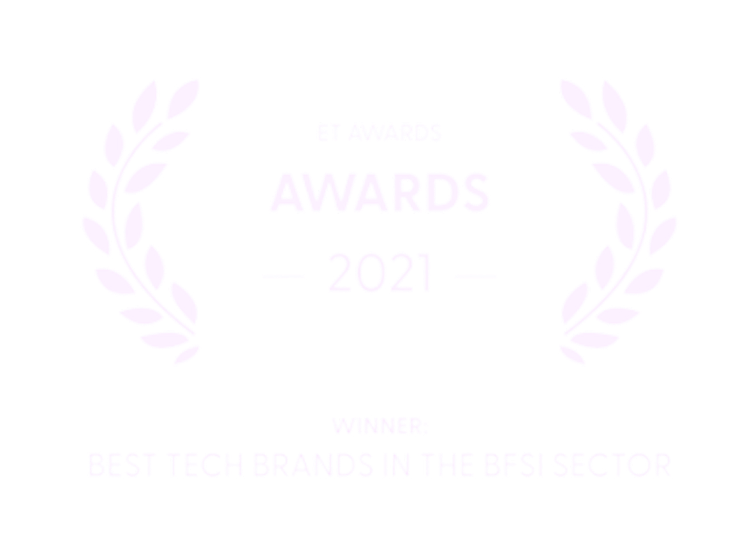 ET AWARDS
AWARDS
2021
WINNER:
BEST TECH BRANDS IN THE BFSI SECTOR